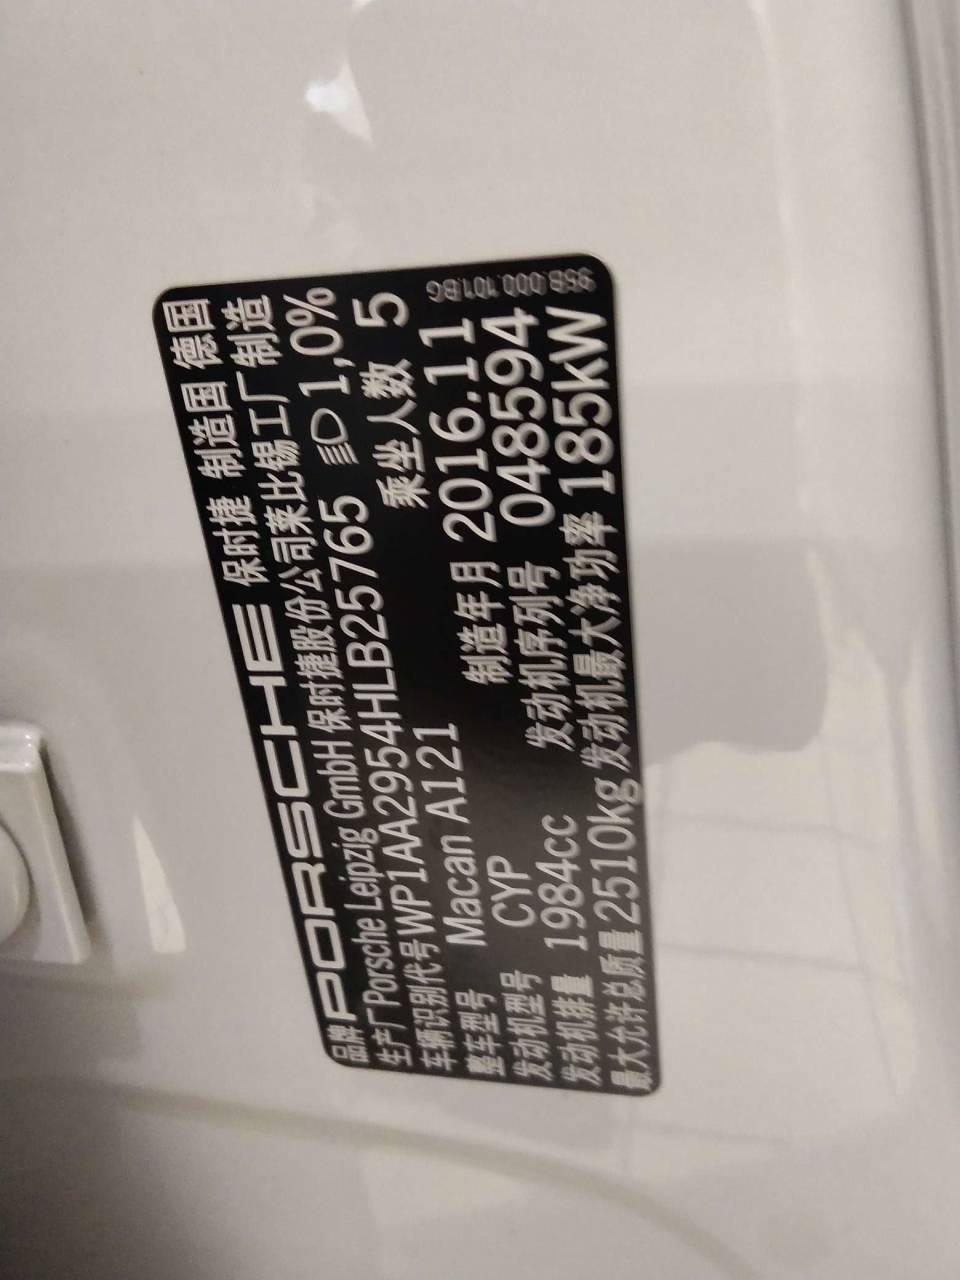 品牌 PORSCHE 保时捷 制造国 德国
生产厂 Porsche Leipzig GmbH 保时捷股份公司莱比锡工厂制造
车辆识别代号 WP1AA2954HLB25765 1,0%
整车型号 Macan A121 乘坐人数 5
发动机型号 CYP 制造年月 2016.11
发动机排量 1984cc 发动机序列号 048594
最大允许总质量 2510kg 发动机最大净功率 185kW
95B.000.101.BG